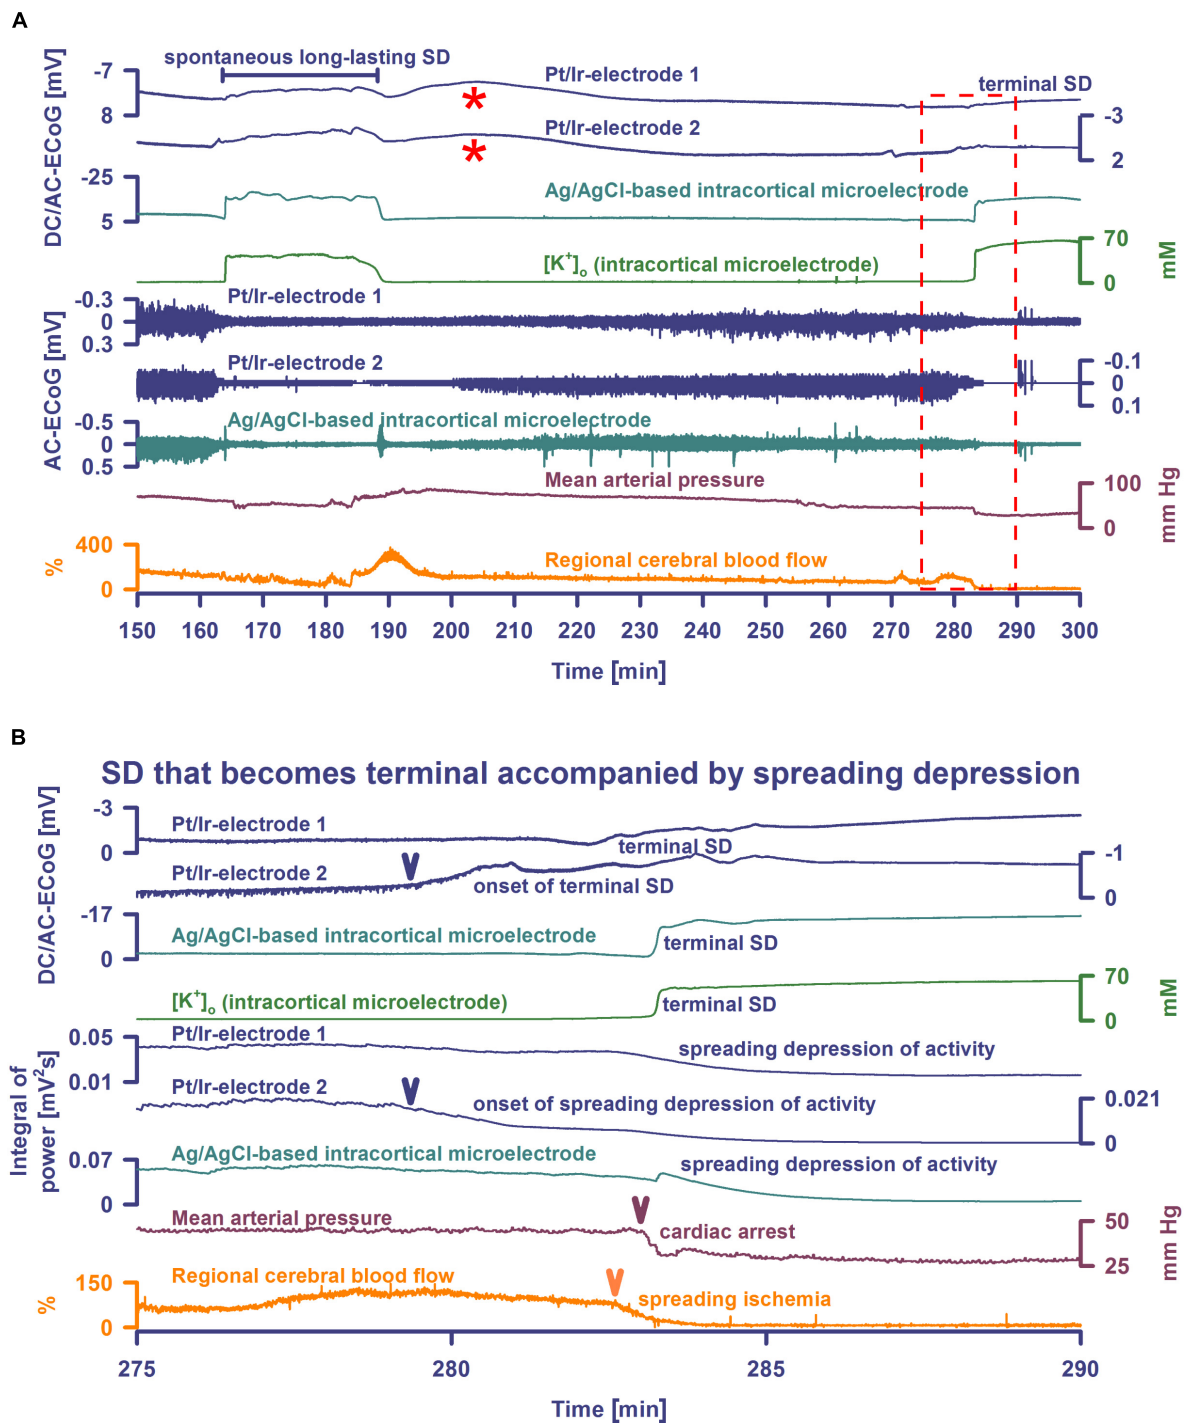 A
spontaneous long-lasting SD
DC/AC-ECoG [mV]
-7
8
Pt/Ir-electrode 1
terminal SD
*
Pt/Ir-electrode 2
-3
2
*
-25
5
Ag/AgCl-based intracortical microelectrode
[K+]o (intracortical microelectrode)
70
0
mM
AC-ECoG [mV]
Pt/Ir-electrode 1
-0.3
0
0.3
Pt/Ir-electrode 2
-0.1
0
0.1
Ag/AgCl-based intracortical microelectrode
-0.5
0
0.5
Mean arterial pressure
100
0
mm Hg
%
400
0
Regional cerebral blood flow
150 160 170 180 190 200 210 220 230 240 250 260 270 280 290 300
Time [min]
B
SD that becomes terminal accompanied by spreading depression
DC/AC-ECoG [mV]
-3
0
Pt/Ir-electrode 1
terminal SD
Pt/Ir-electrode 2
onset of terminal SD
-1
0
-17
0
Ag/AgCl-based intracortical microelectrode
terminal SD
[K+]o (intracortical microelectrode)
terminal SD
70
0
mM
Integral of
power [mV2s]
0.05
0.01
Pt/Ir-electrode 1
spreading depression of activity
Pt/Ir-electrode 2
onset of spreading depression of activity
0.021
0
Ag/AgCl-based intracortical microelectrode
0.07
0
spreading depression of activity
Mean arterial pressure
cardiac arrest
50
25
mm Hg
%
150
0
Regional cerebral blood flow
spreading ischemia
275 280 285 290
Time [min]